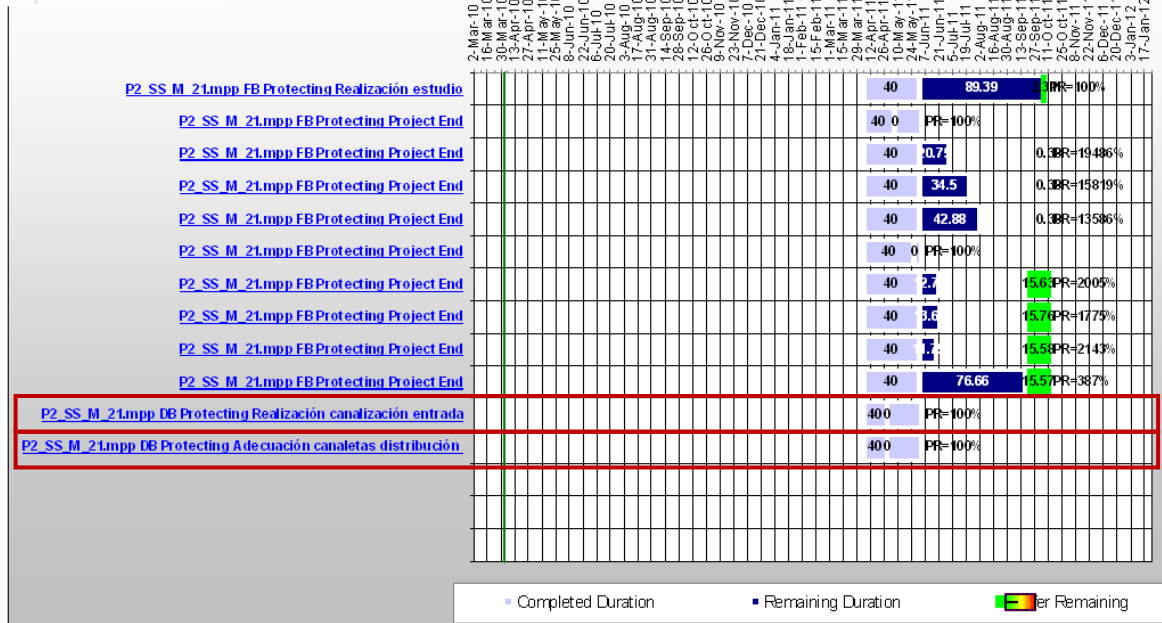 2-Mar-10
16-Mar-10
30-Mar-10
13-Apr-10
27-Apr-10
11-May-10
25-May-10
8-Jun-10
22-Jun-10
6-Jul-10
20-Jul-10
3-Aug-10
17-Aug-10
31-Aug-10
14-Sep-10
28-Sep-10
12-Oct-10
26-Oct-10
9-Nov-10
23-Nov-10
7-Dec-10
21-Dec-10
4-Jan-11
18-Jan-11
1-Feb-11
15-Feb-11
1-Mar-11
15-Mar-11
12-Apr-11
26-Apr-11
10-May-11
24-May-11
7-Jun-11
21-Jun-11
5-Jul-11
19-Jul-11
2-Aug-11
16-Aug-11
30-Aug-11
13-Sep-11
27-Sep-11
11-Oct-11
25-Oct-11
8-Nov-11
22-Nov-11
6-Dec-11
20-Dec-11
3-Jan-12
17-Jan-12
P2_SS_M_21.mpp FB Protecting Realización estudio 40 89.39 PR=100%
P2_SS_M_21.mpp FB Protecting Project End 40 0 PR=100%
P2_SS_M_21.mpp FB Protecting Project End 40 PR=19486%
P2_SS_M_21.mpp FB Protecting Project End 40 34.5 PR=15819%
P2_SS_M_21.mpp FB Protecting Project End 40 42.88 PR=13586%
P2_SS_M_21.mpp FB Protecting Project End 40 0 PR=100%
P2_SS_M_21.mpp FB Protecting Project End 40 15.63 PR=2005%
P2_SS_M_21.mpp FB Protecting Project End 40 15.76 PR=1775%
P2_SS_M_21.mpp FB Protecting Project End 40 15.58 PR=2143%
P2_SS_M_21.mpp FB Protecting Project End 40 76.66 15.57 PR=387%
P2_SS_M_21.mpp DB Protecting Realización canalización entrada 40 0 PR=100%
P2_SS_M_21.mpp DB Protecting Adecuación canaletas distribución 40 0 PR=100%
Completed Duration Remaining Duration er Remaining